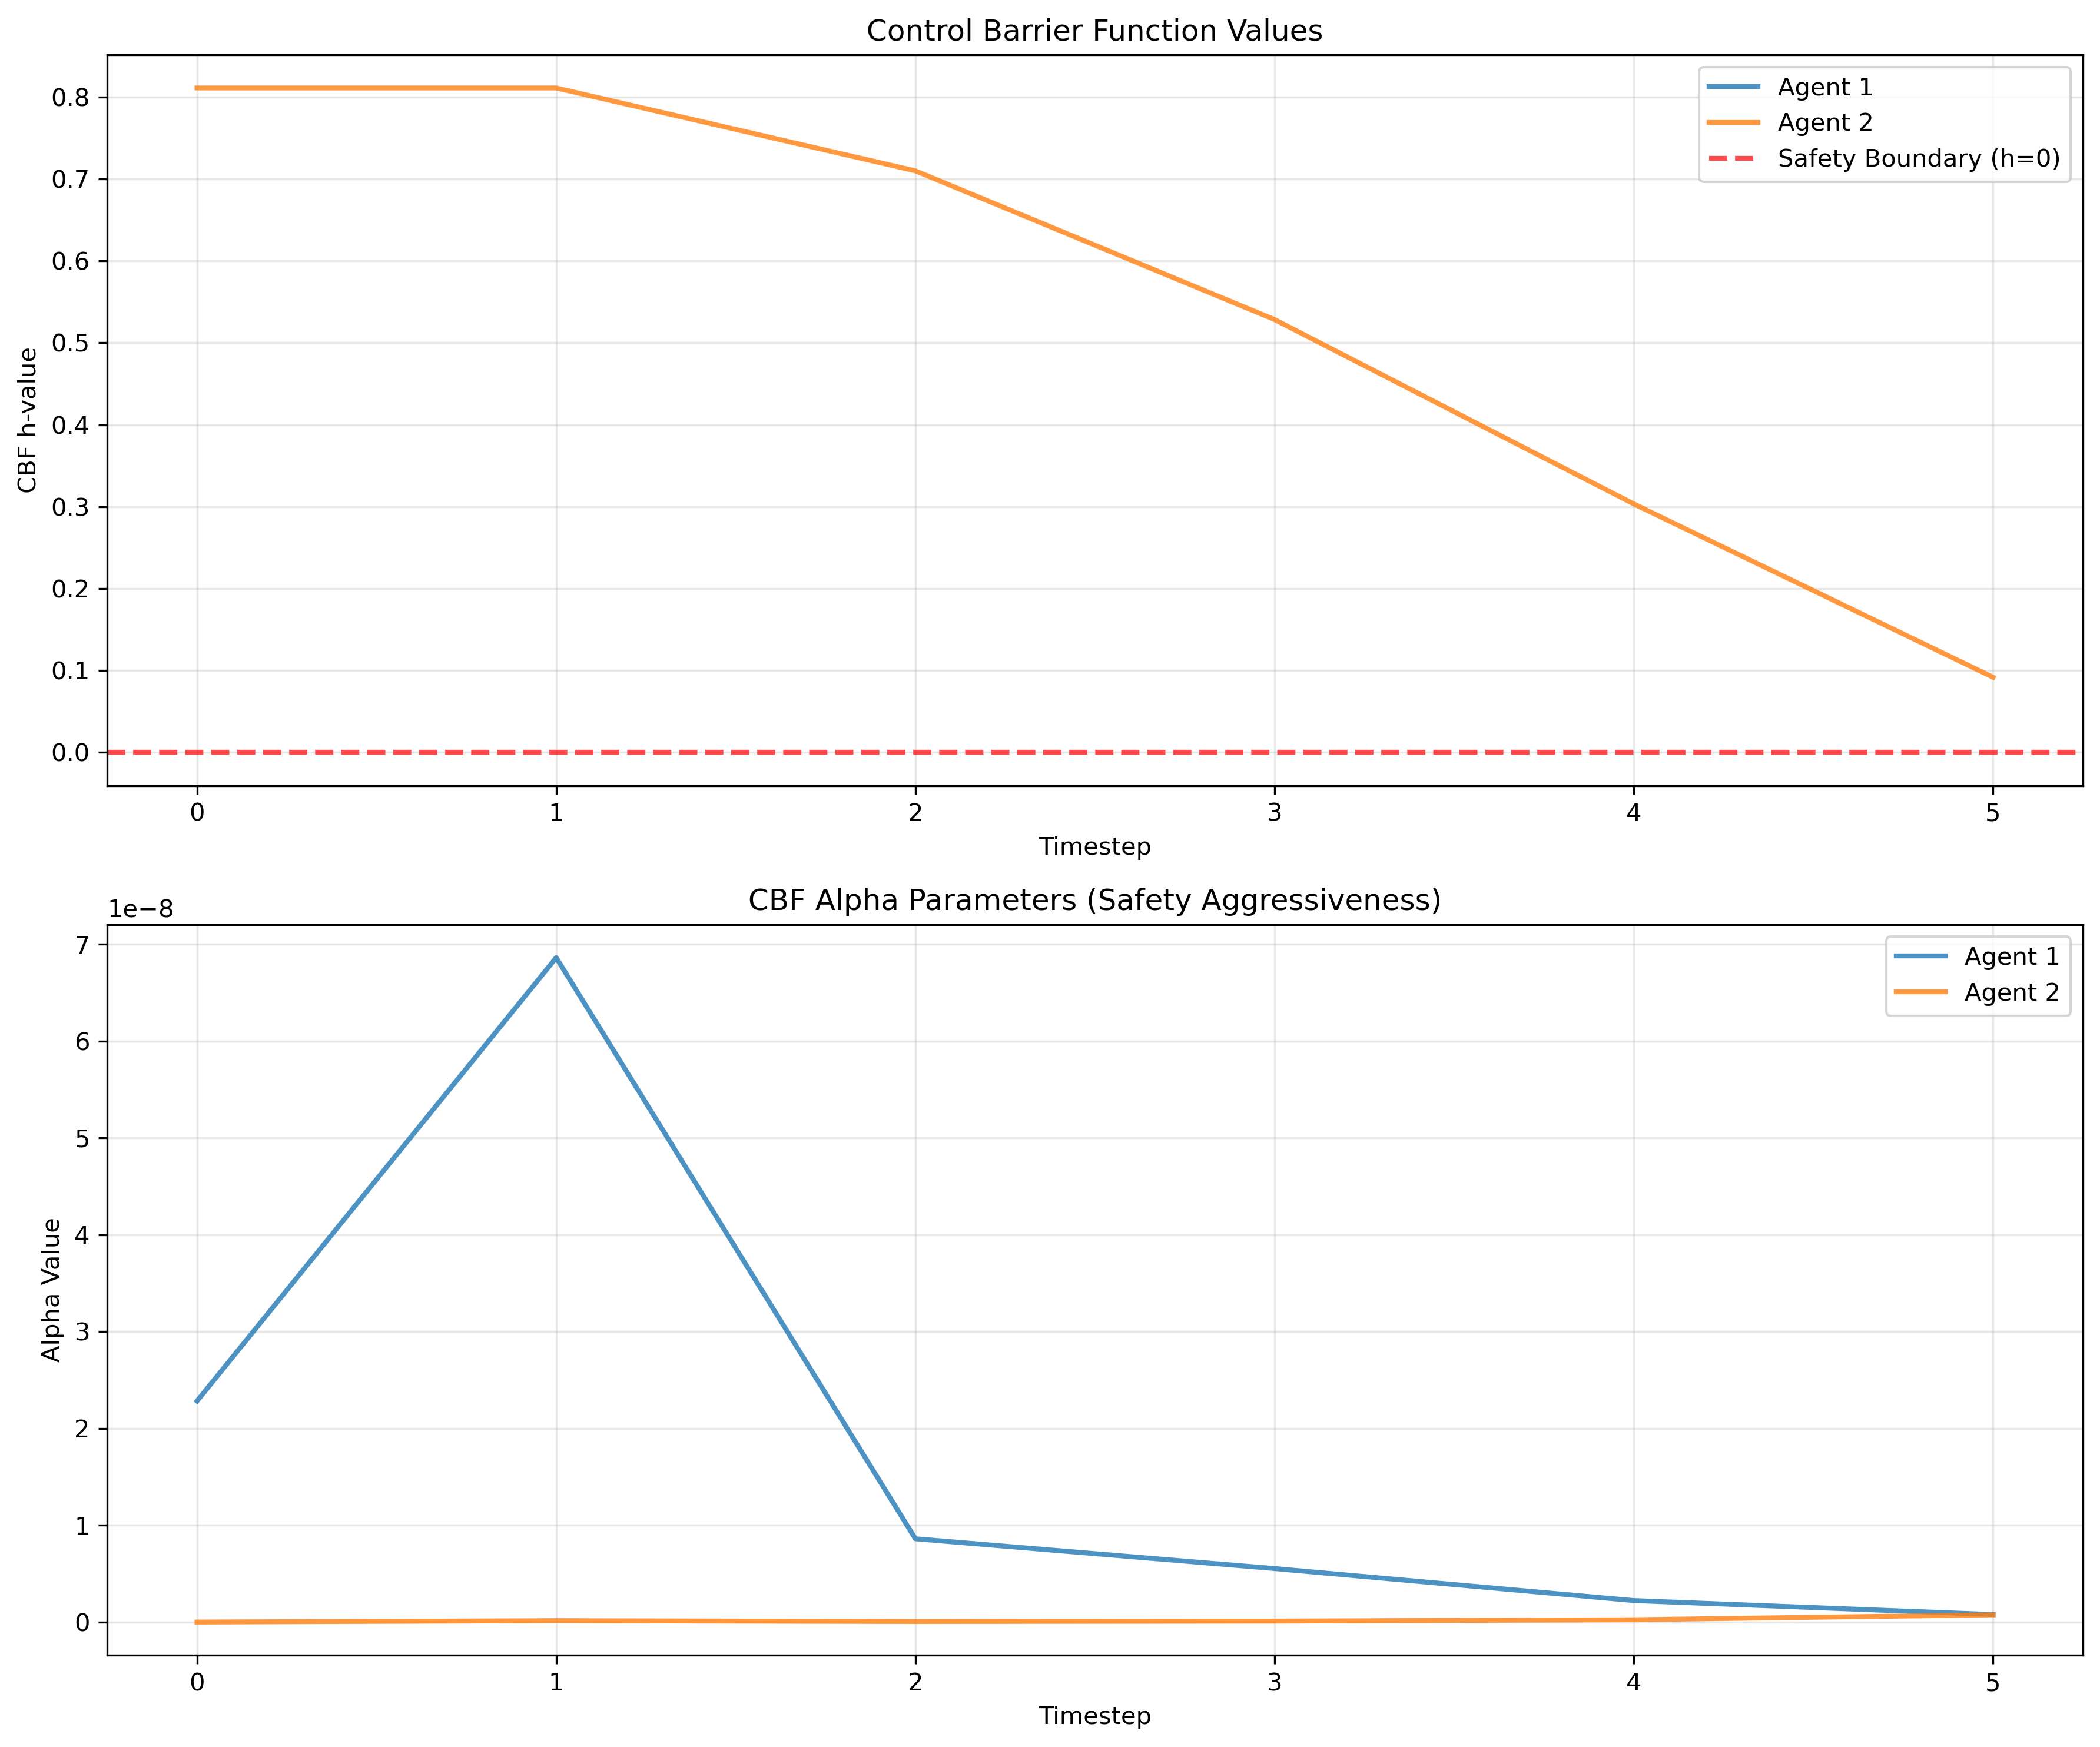 Control Barrier Function Values
Agent 1
Agent 2
Safety Boundary (h=0)
CBF h-value
0.8
0.7
0.6
0.5
0.4
0.3
0.2
0.1
0.0
0 1 2 3 4 5
Timestep
CBF Alpha Parameters (Safety Aggressiveness)
1e−8
Agent 1
Agent 2
Alpha Value
7
6
5
4
3
2
1
0
0 1 2 3 4 5
Timestep